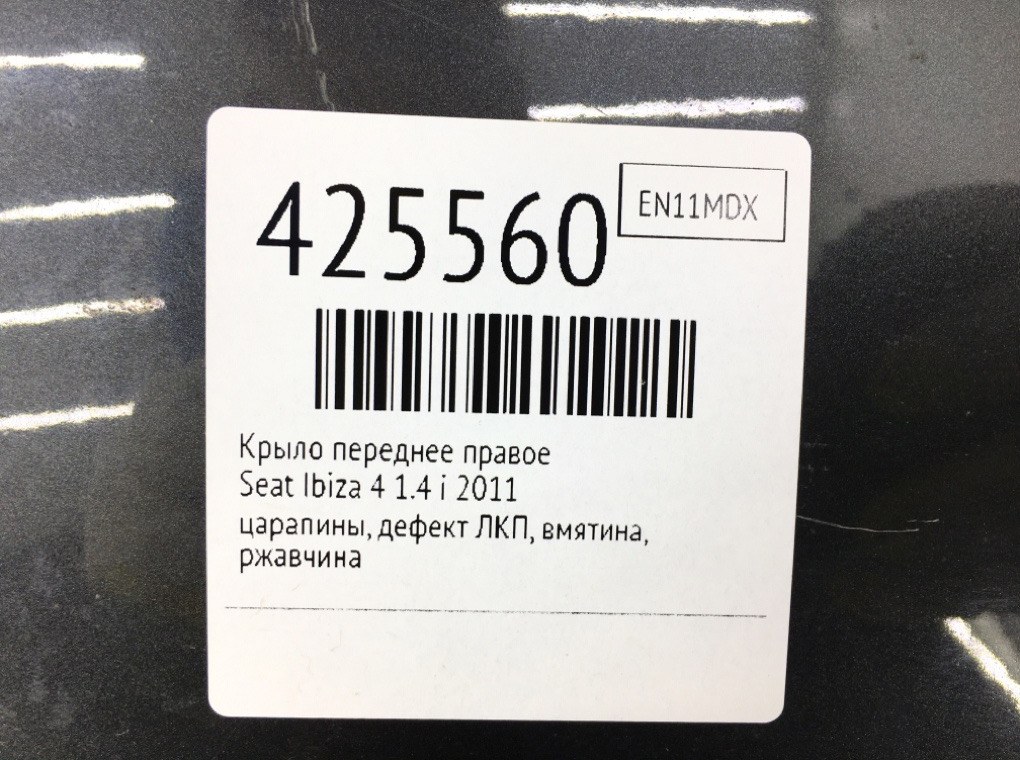 425560
EN11MDX
Крыло переднее правое
Seat Ibiza 4 1.4 i 2011
царапины, дефект ЛКП, вмятина,
ржавчина